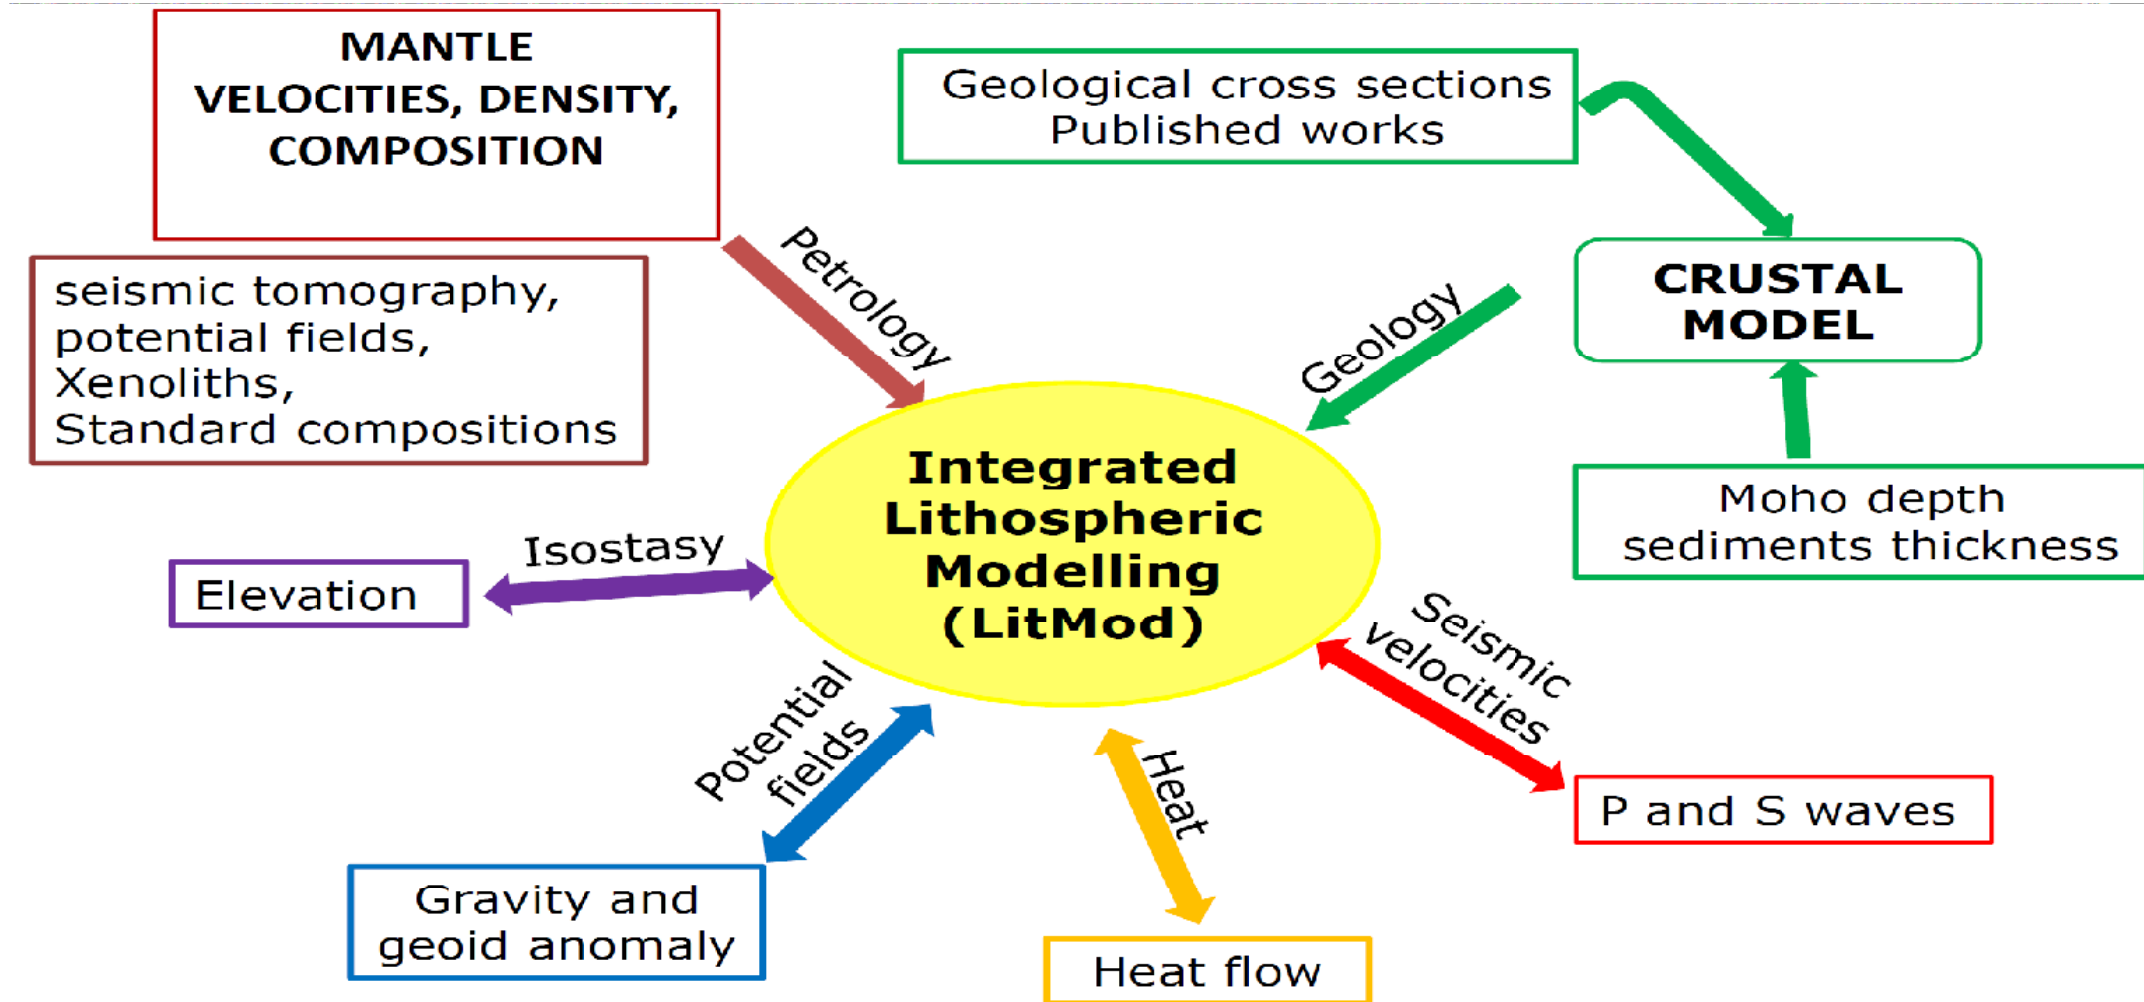 MANTLE
VELOCITIES, DENSITY,
COMPOSITION
seismic tomography,
potential fields,
Xenoliths,
Standard compositions
Petrology
Geological cross sections
Published works
CRUSTAL
MODEL
Geology
Moho depth
sediments thickness
Integrated
Lithospheric
Modelling
(LitMod)
Isostasy
Elevation
Potential
fields
Gravity and
geoid anomaly
Heat
Heat flow
Seismic
velocities
P and S waves